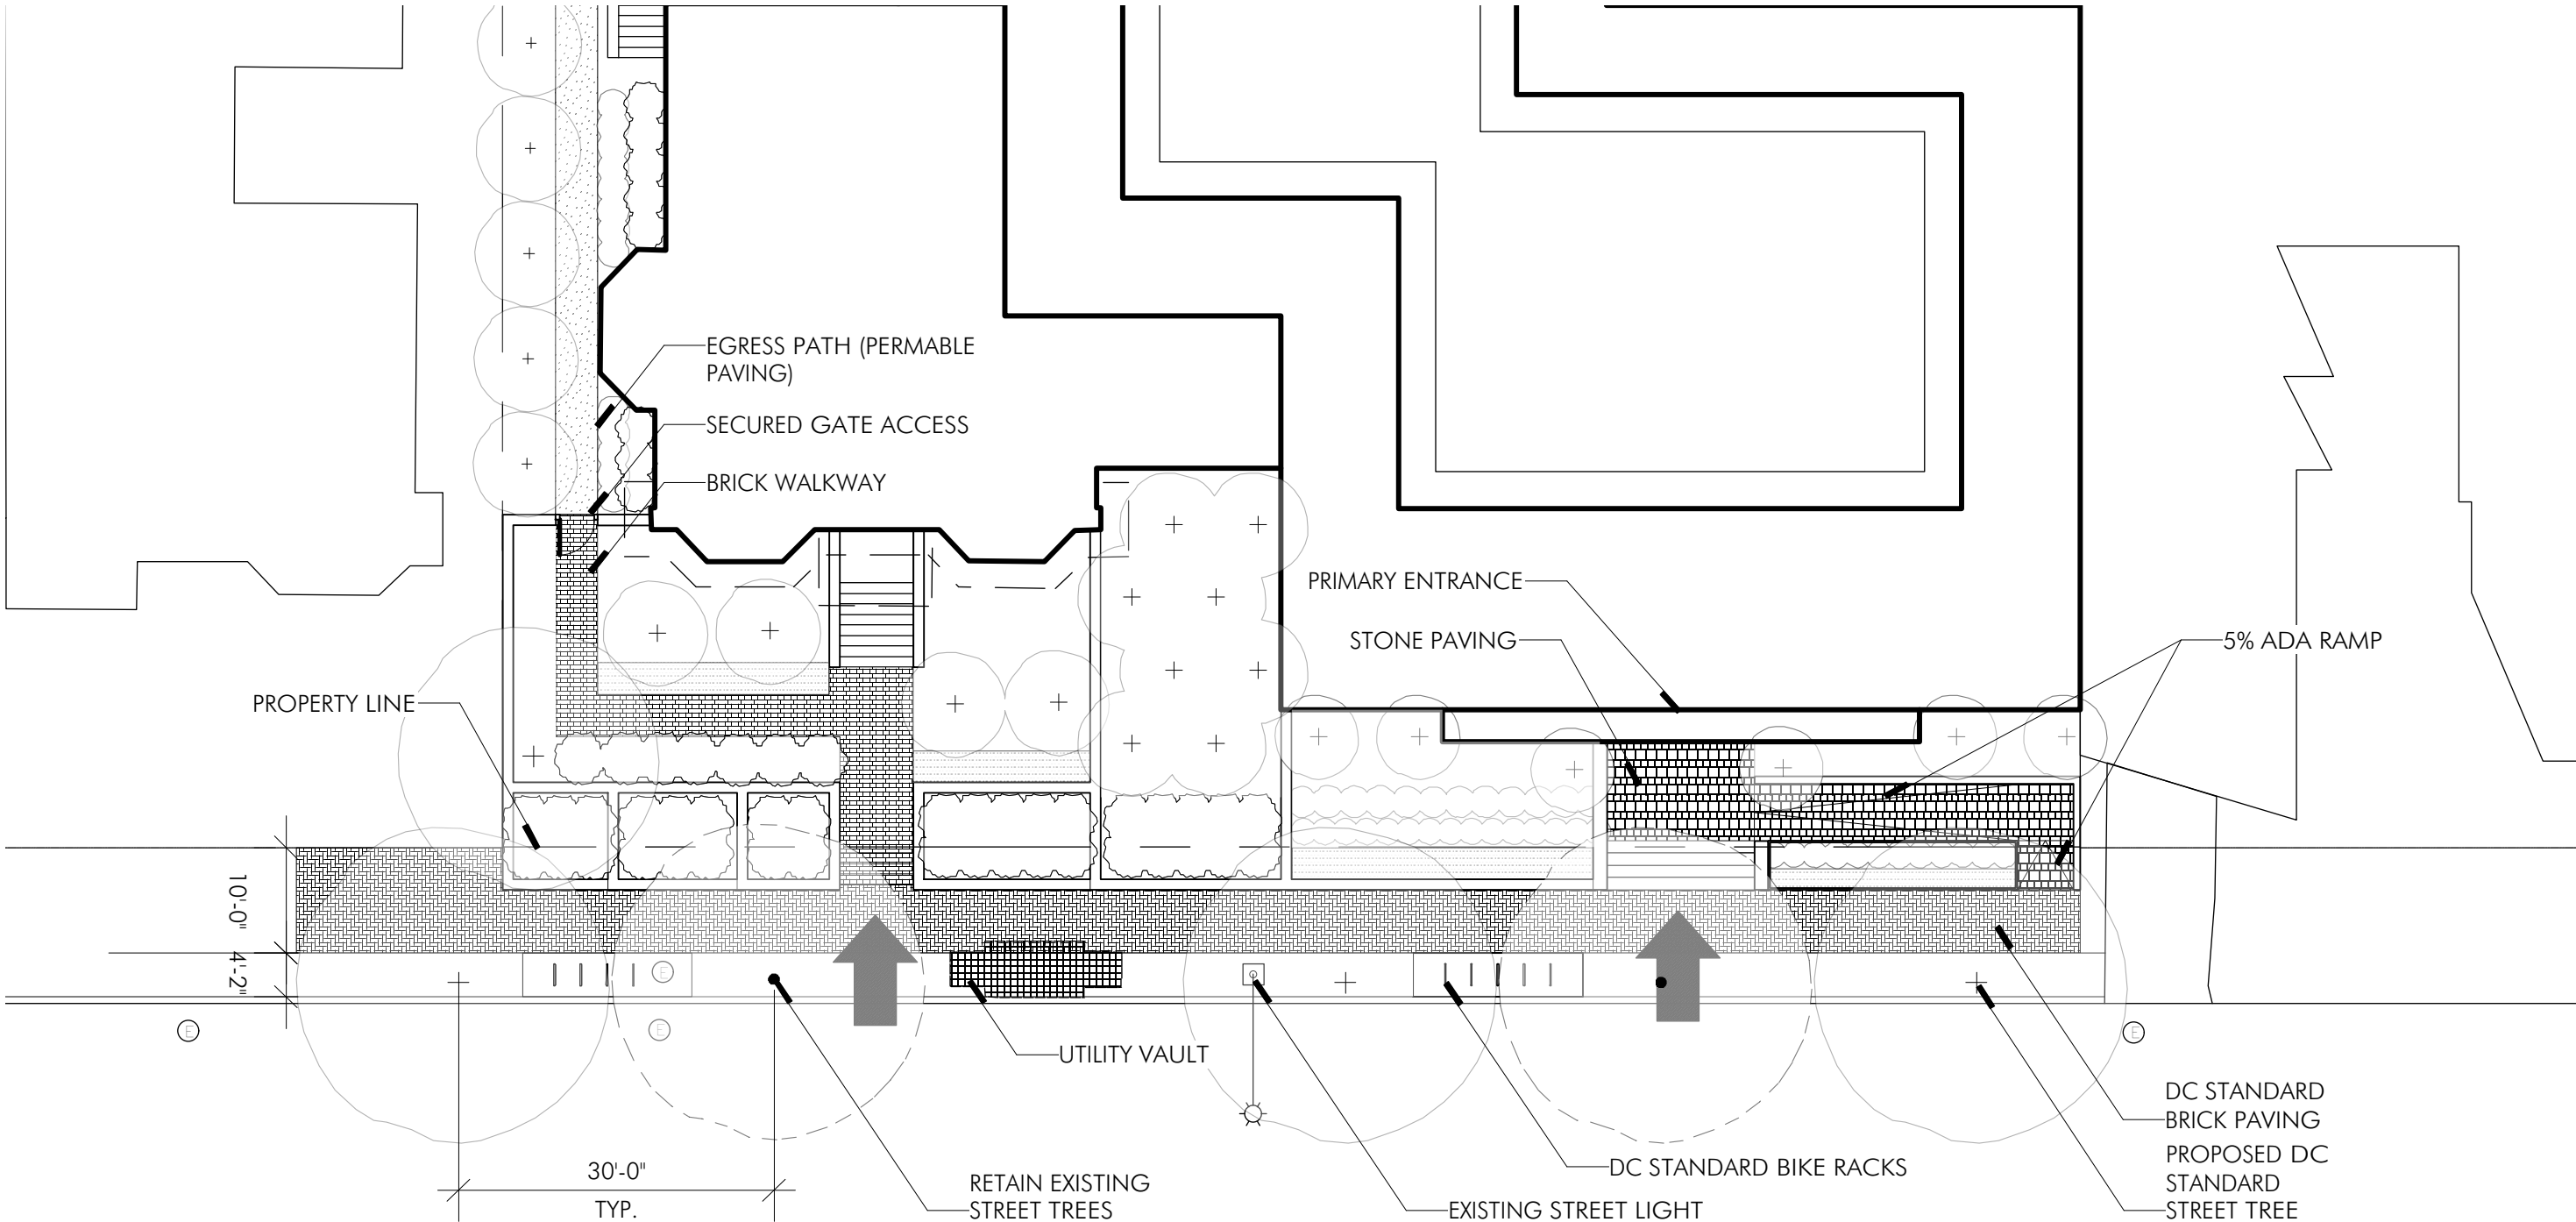 EGRESS PATH (PERMABLE
PAVING)
SECURED GATE ACCESS
BRICK WALKWAY
PRIMARY ENTRANCE
STONE PAVING
5% ADA RAMP
PROPERTY LINE
10'-0"
4'-2"
E
E
E
E
UTILITY VAULT
DC STANDARD
BRICK PAVING
PROPOSED DC
STANDARD
STREET TREE
DC STANDARD BIKE RACKS
EXISTING STREET LIGHT
RETAIN EXISTING
STREET TREES
30'-0"
TYP.